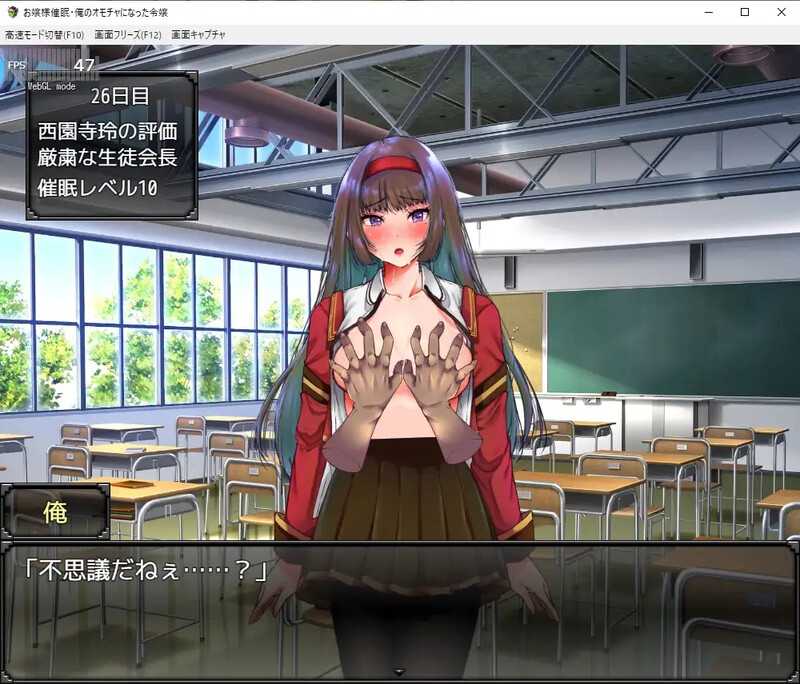 お嬢様催眠・俺のオモチャになった令嬢
高速モード切替(F10) 画面フリーズ(F12) 画面キャプチャ
FPS 47
WebGL mode
26日目
西園寺玲の評価
厳粛な生徒会長
催眠レベル10
俺
「不思議だねぇ……？」